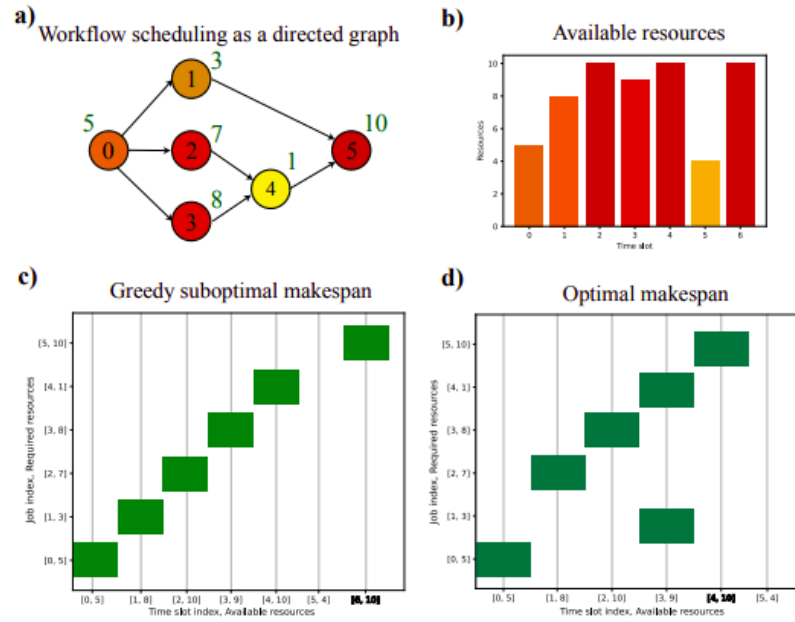 a)
Workflow scheduling as a directed graph
5
0
3
1
7
2
8
3
1
4
10
5
b)
Available resources
Resources
10
8
6
4
2
0
0 1 2 3 4 5 6
Time slot
c)
Greedy suboptimal makespan
Job index, Required resources
[5, 10]
[4, 1]
[3, 8]
[2, 7]
[1, 3]
[0, 5]
[0, 5] [1, 8] [2, 10] [3, 9] [4, 10] [5, 4] [6, 10]
Time slot index, Available resources
d)
Optimal makespan
Job index, Required resources
[5, 10]
[4, 1]
[3, 8]
[2, 7]
[1, 3]
[0, 5]
[0, 5] [1, 8] [2, 10] [3, 9] [4, 10] [5, 4]
Time slot index, Available resources